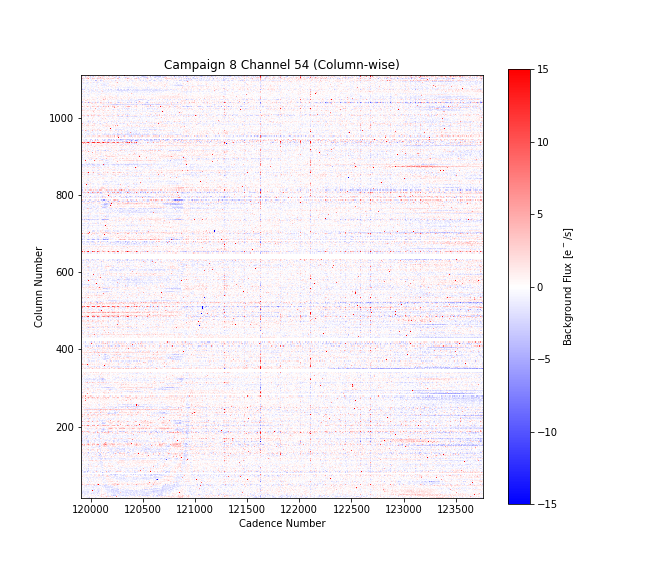 Campaign 8 Channel 54 (Column-wise)
Column Number
1000
800
600
400
200
120000 120500 121000 121500 122000 122500 123000 123500
Cadence Number
15
10
5
0
−5
−10
−15
Background Flux [e⁻/s]